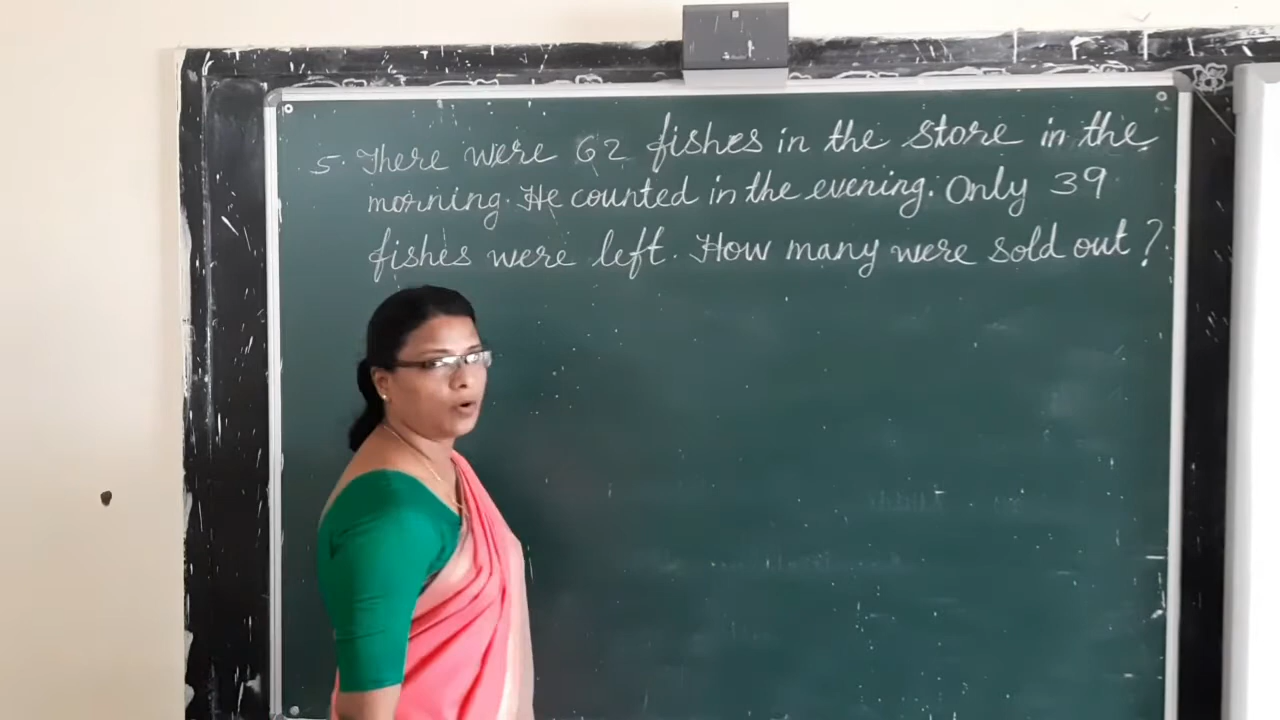 5. There were 62 fishes in the store in the
morning. He counted in the evening. Only 39
fishes were left. How many were sold out?